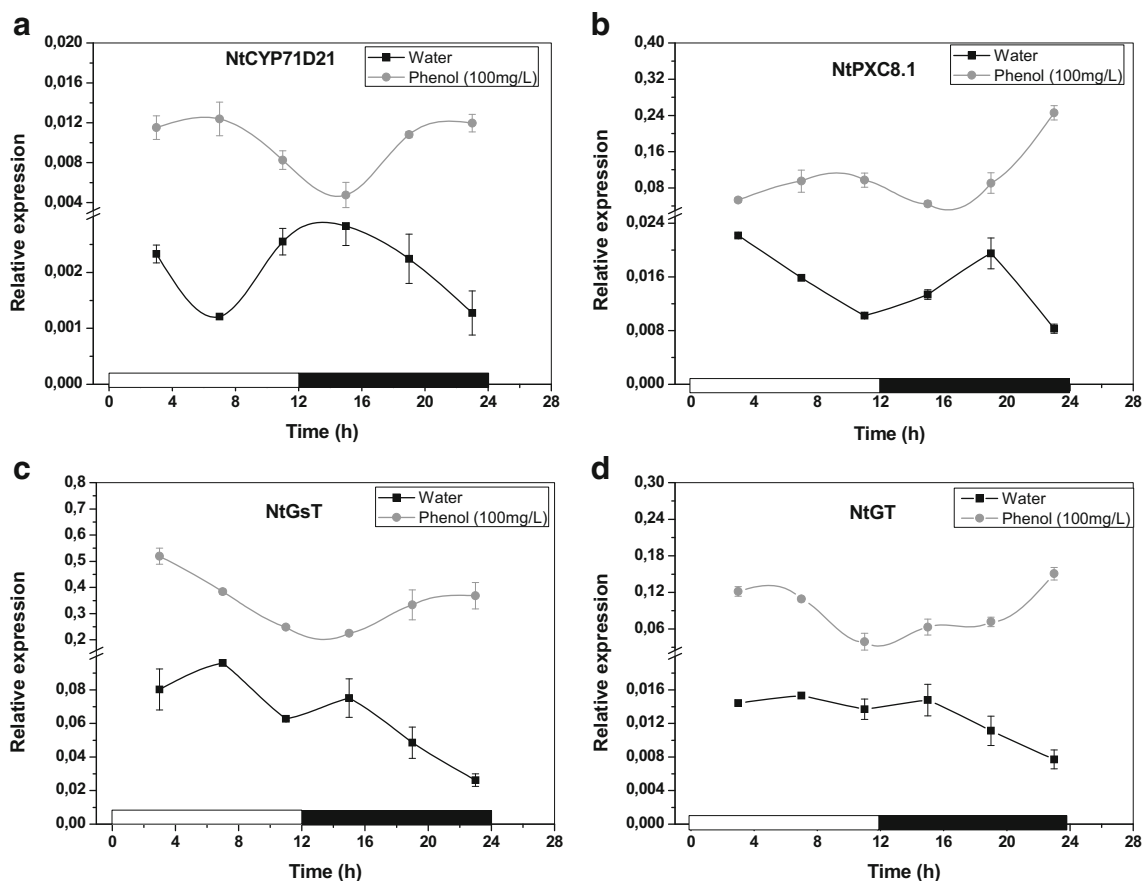 a
NtCYP71D21
Water
Phenol (100mg/L)
Relative expression
0,020
0,016
0,012
0,008
0,004
0,002
0,001
0,000
0 4 8 12 16 20 24 28
Time (h)
b
NtPXC8.1
Water
Phenol (100mg/L)
Relative expression
0,40
0,32
0,24
0,16
0,08
0,024
0,016
0,008
0,000
0 4 8 12 16 20 24 28
Time (h)
c
NtGsT
Water
Phenol (100mg/L)
Relative expression
0,8
0,7
0,5
0,4
0,3
0,2
0,08
0,06
0,04
0,02
0,00
0 4 8 12 16 20 24 28
Time (h)
d
NtGT
Water
Phenol (100mg/L)
Relative expression
0,30
0,24
0,18
0,12
0,06
0,020
0,016
0,012
0,008
0,004
0,000
0 4 8 12 16 20 24 28
Time (h)